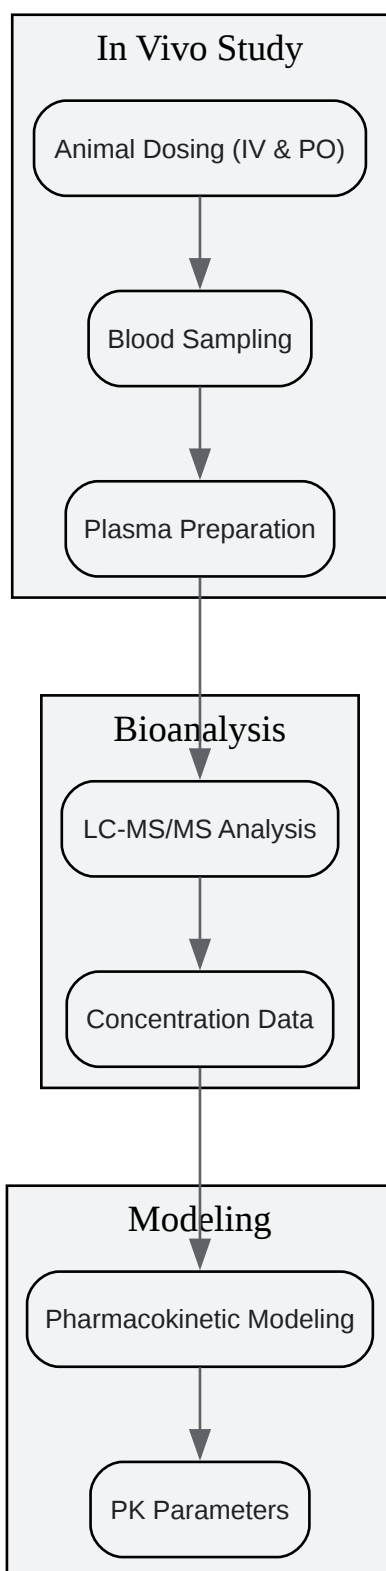 In Vivo Study
Animal Dosing (IV & PO)
Blood Sampling
Plasma Preparation
Bioanalysis
LC-MS/MS Analysis
Concentration Data
Modeling
Pharmacokinetic Modeling
PK Parameters